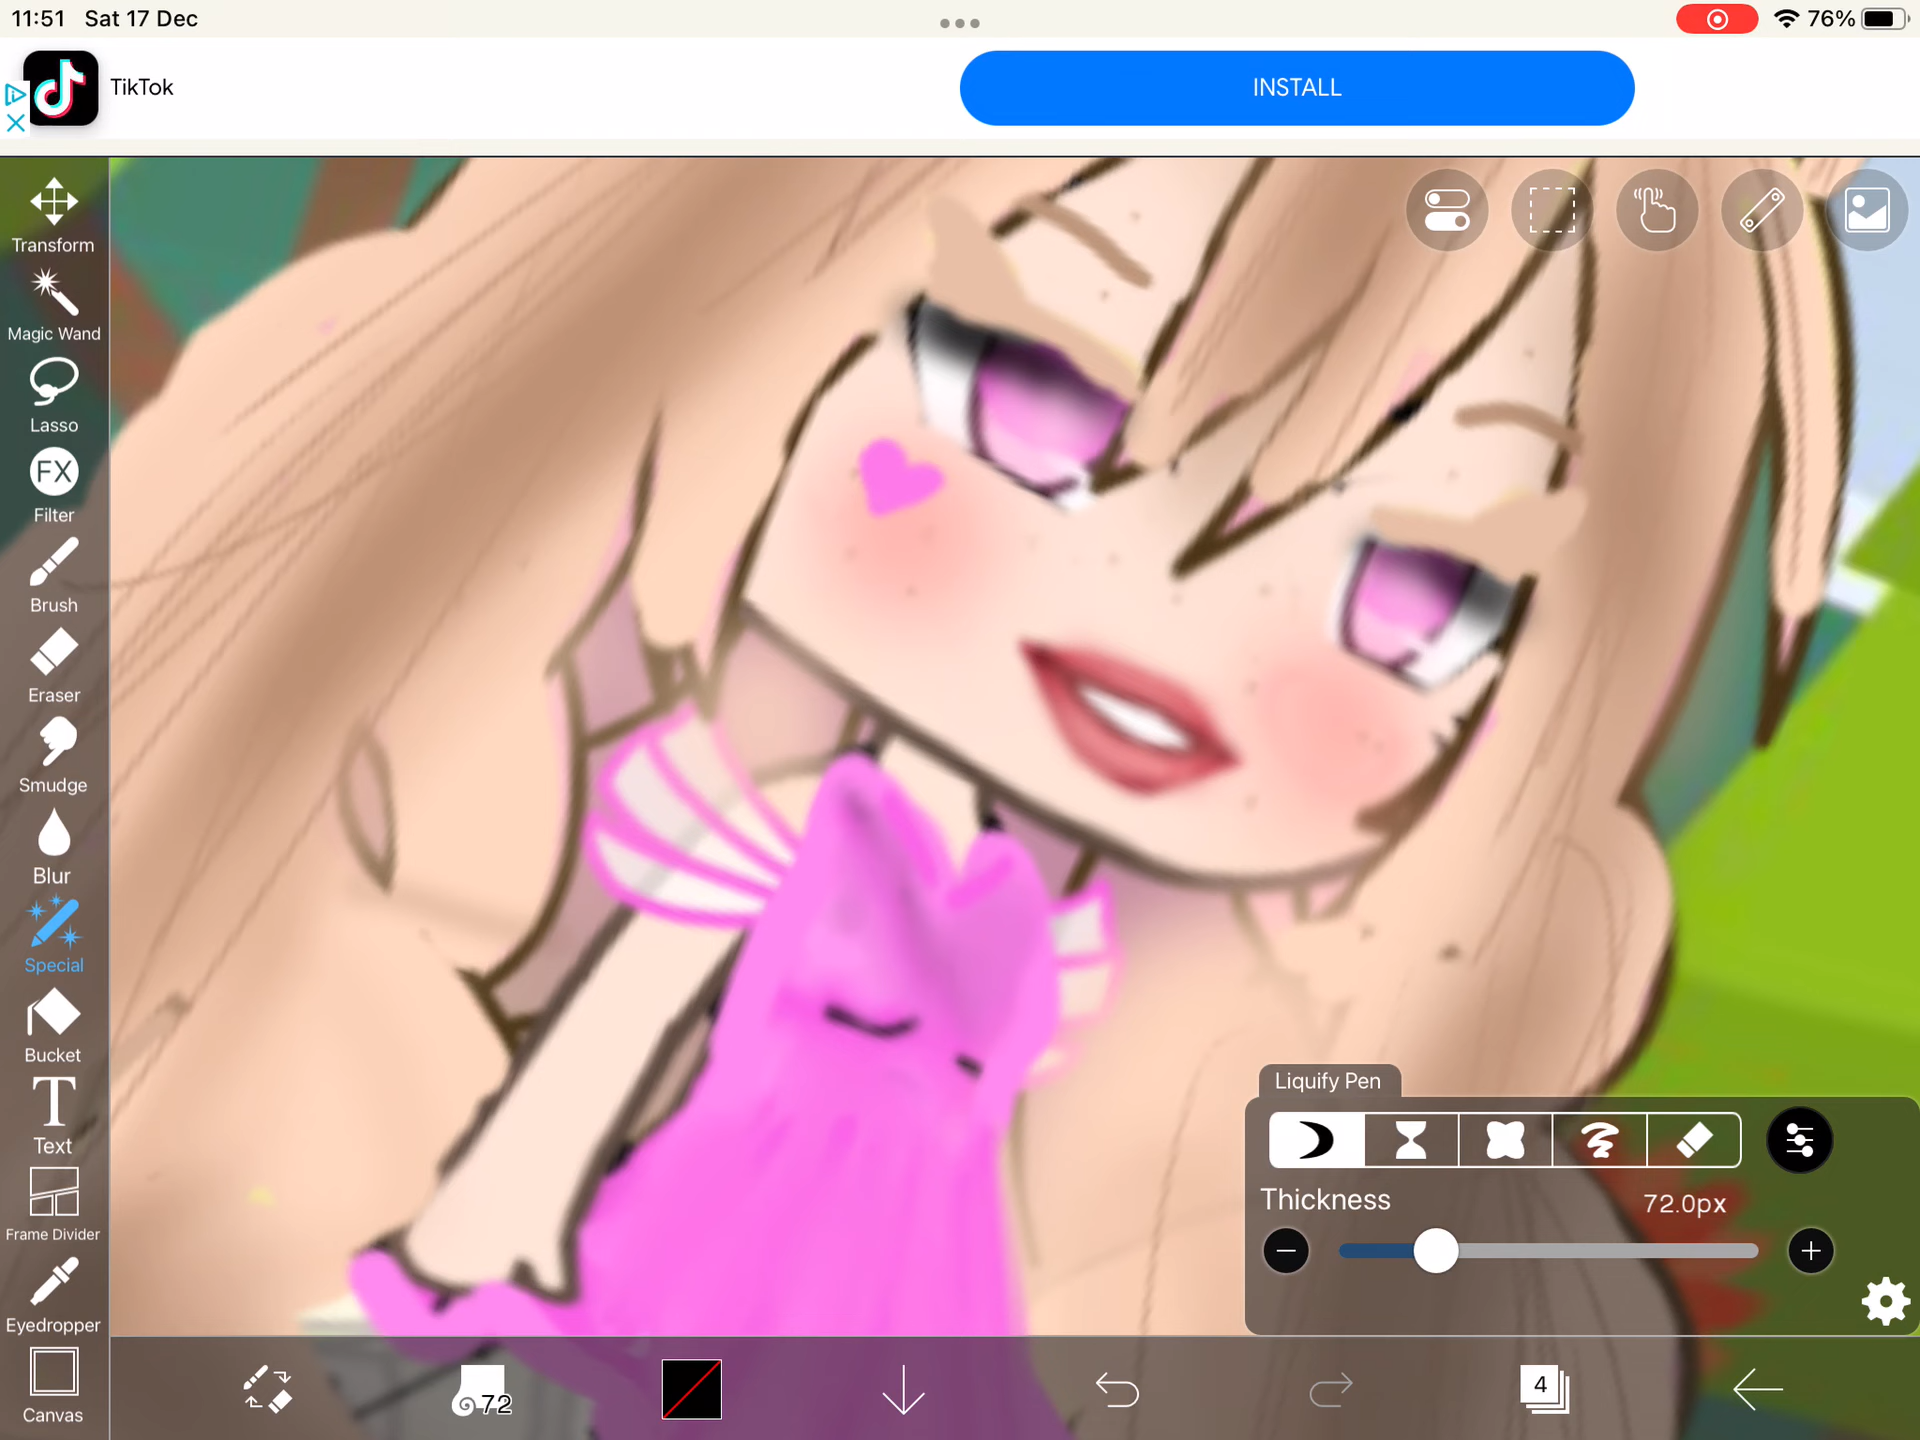 11:51 Sat 17 Dec
76%
TikTok
INSTALL
Transform
Magic Wand
Lasso
FX
Filter
Brush
Eraser
Smudge
Blur
Special
Bucket
T
Text
Frame Divider
Eyedropper
Canvas
Liquify Pen
Thickness
72.0px
72
4